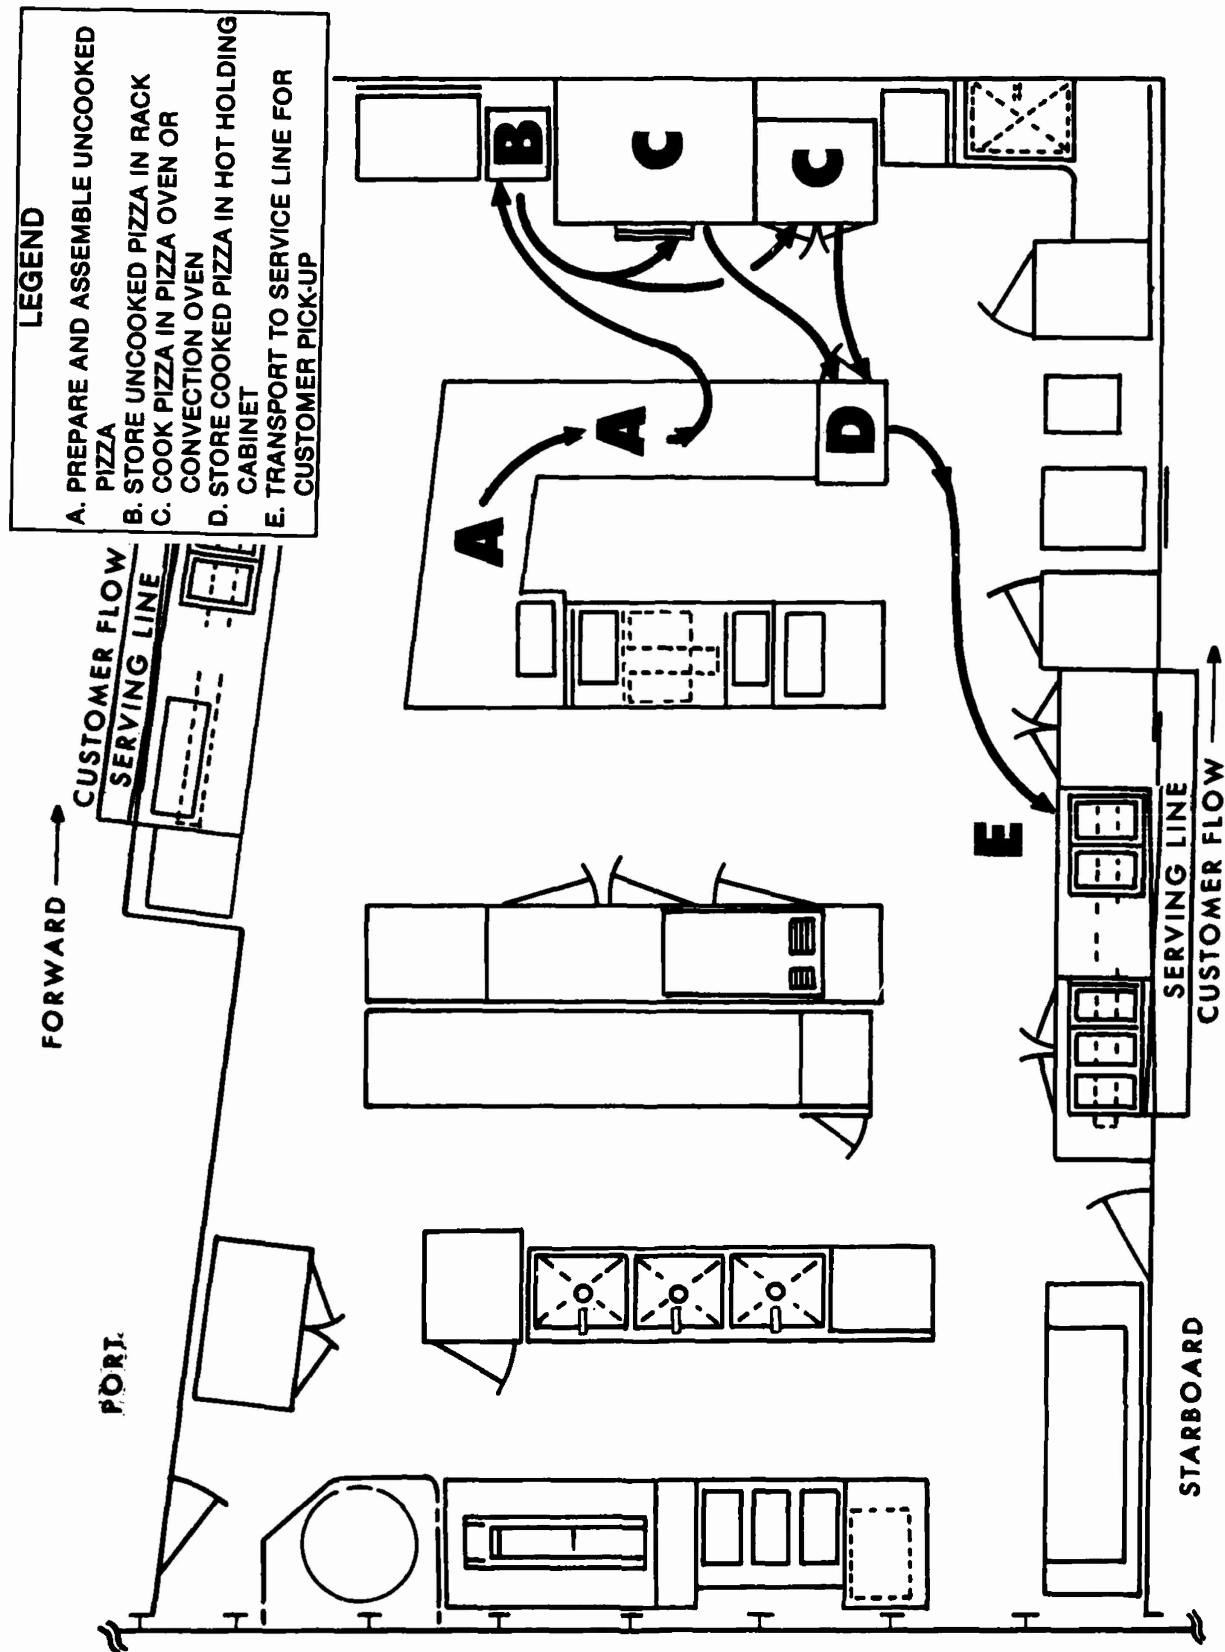 LEGEND
A. PREPARE AND ASSEMBLE UNCOOKED
PIZZA
B. STORE UNCOOKED PIZZA IN RACK
C. COOK PIZZA IN PIZZA OVEN OR
CONVECTION OVEN
D. STORE COOKED PIZZA IN HOT HOLDING
CABINET
E. TRANSPORT TO SERVICE LINE FOR
CUSTOMER PICK-UP
PORT
FORWARD
CUSTOMER FLOW
SERVING LINE
A
A
B
C
C
D
E
SERVING LINE
CUSTOMER FLOW
STARBOARD